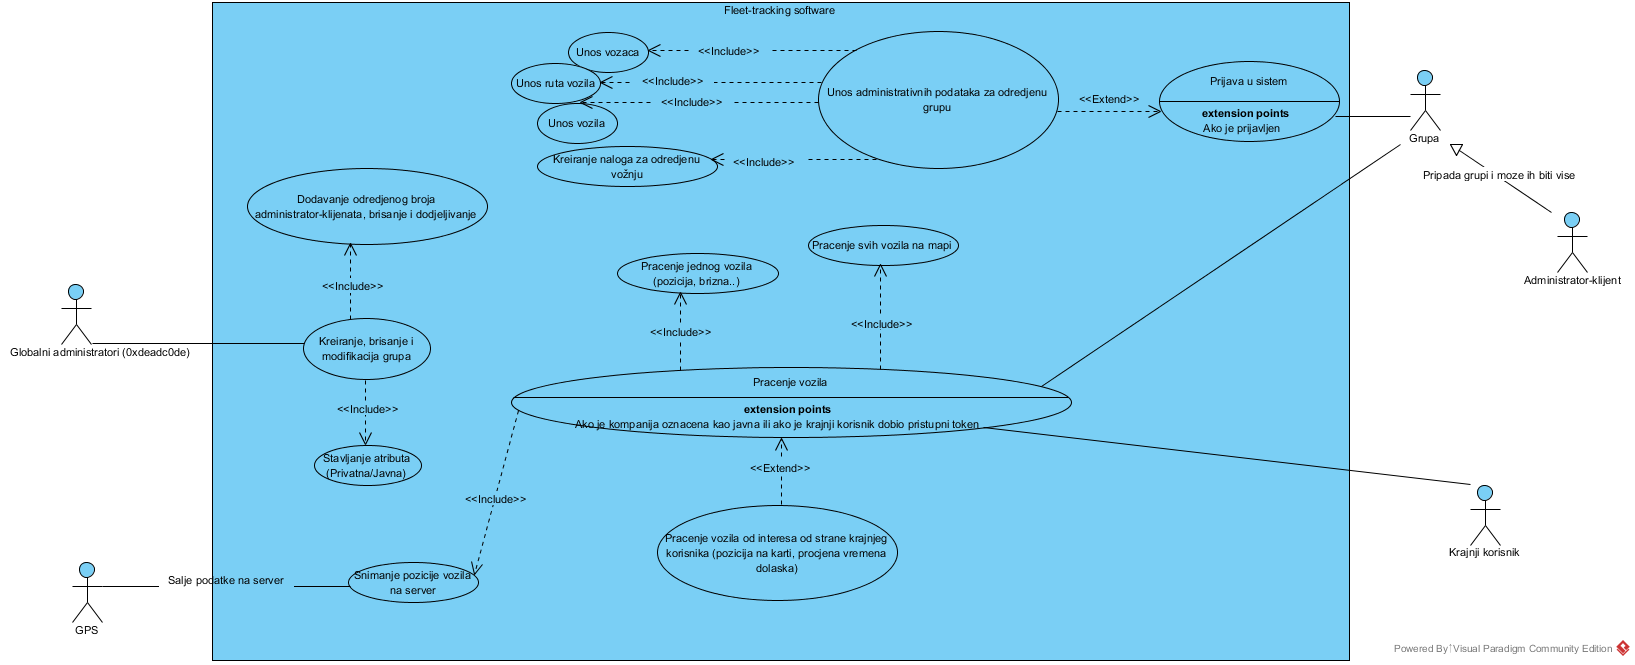 Fleet-tracking software
Unos vozaca
<<Include>>
Unos ruta vozila
<<Include>>
<<Include>>
Unos vozila
Unos administrativnih podataka za odredjenu
grupu
<<Extend>>
Prijava u sistem
extension points
Ako je prijavljen
Grupa
Kreiranje naloga za odredjenu
vožnju
<<Include>>
Pripada grupi i moze ih biti vise
Administrator-klijent
Dodavanje odredjenog broja
administrator-klijenata, brisanje i dodjeljivanje
<<Include>>
Pracenje svih vozila na mapi
Pracenje jednog vozila
(pozicija, brizna..)
<<Include>>
<<Include>>
Globalni administratori (0xdeadc0de)
Kreiranje, brisanje i
modifikacija grupa
<<Include>>
Stavljanje atributa
(Privatna/Javna)
Pracenje vozila
extension points
Ako je kompanija oznacena kao javna ili ako je krajnji korisnik dobio pristupni token
<<Extend>>
<<Include>>
Pracenje vozila od interesa od strane krajnjeg
korisnika (pozicija na karti, procjena vremena
dolaska)
Krajnji korisnik
Salje podatke na server
Snimanje pozicije vozila
na server
GPS
Powered By Visual Paradigm Community Edition